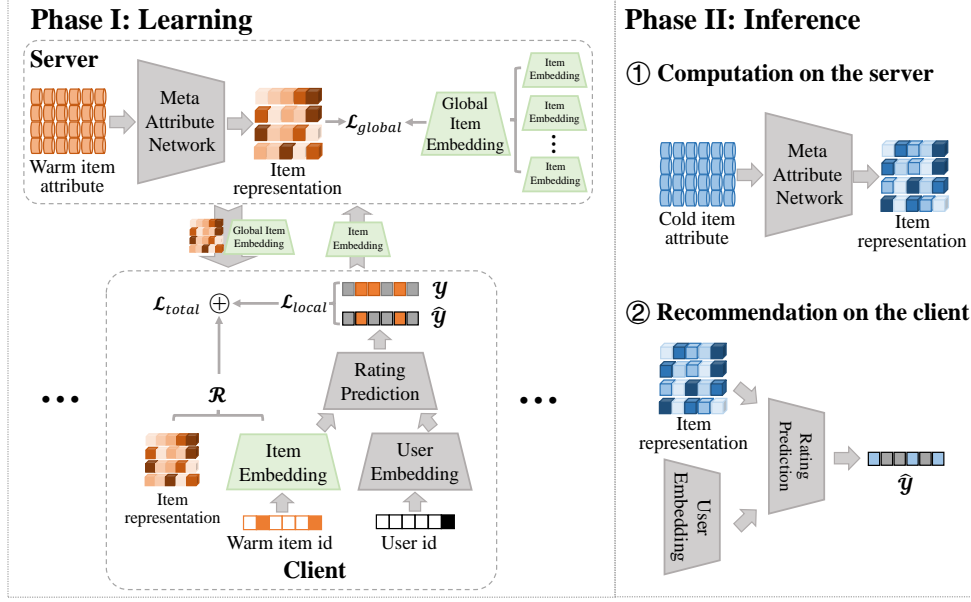 Phase I: Learning
Server
Warm item
attribute
Meta
Attribute
Network
Item
representation
ℒglobal
Global
Item
Embedding
Item
Embedding
Item
Embedding
Item
Embedding
Global Item
Embedding
Item
Embedding
ℒtotal
ℒlocal
𝒴
𝒴̂
Rating
Prediction
ℛ
Item
representation
Item
Embedding
User
Embedding
Warm item id
User id
Client
Phase II: Inference
① Computation on the server
Cold item
attribute
Meta
Attribute
Network
Item
representation
② Recommendation on the client
Item
representation
User
Embedding
Rating
Prediction
𝒴̂